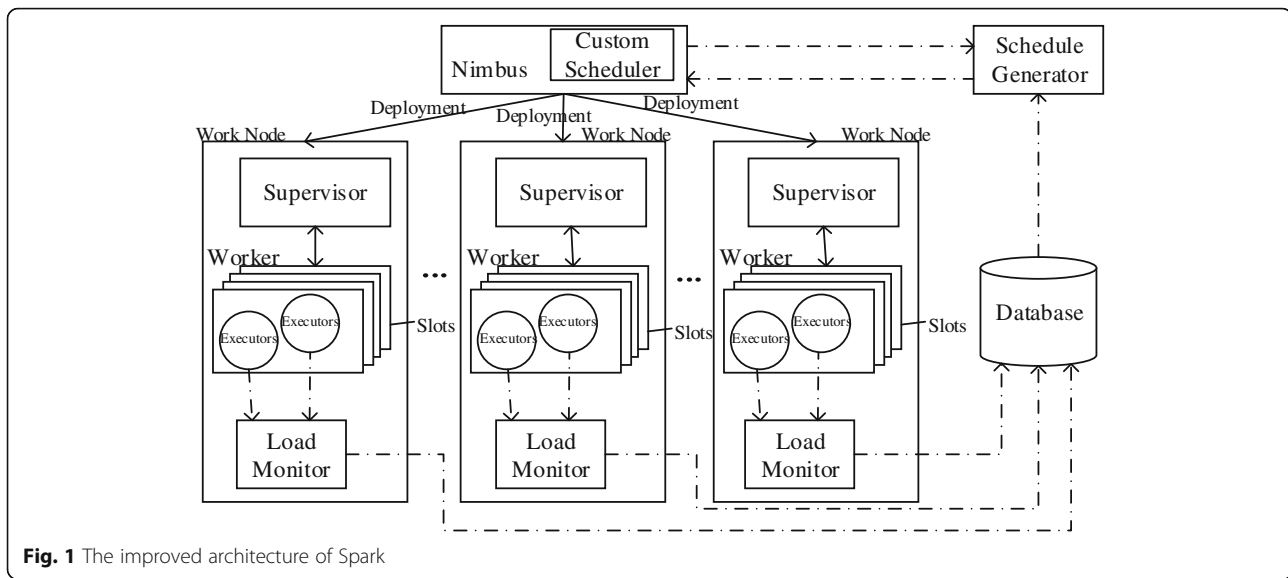 Custom
Scheduler
Nimbus
Schedule
Generator
Deployment
Deployment
Deployment
Work Node
Work Node
Work Node
Supervisor
Supervisor
Supervisor
Worker
Worker
Worker
...
...
Executors
Executors
Slots
Executors
Executors
Slots
Executors
Executors
Slots
Database
Load
Monitor
Load
Monitor
Load
Monitor
Fig. 1 The improved architecture of Spark